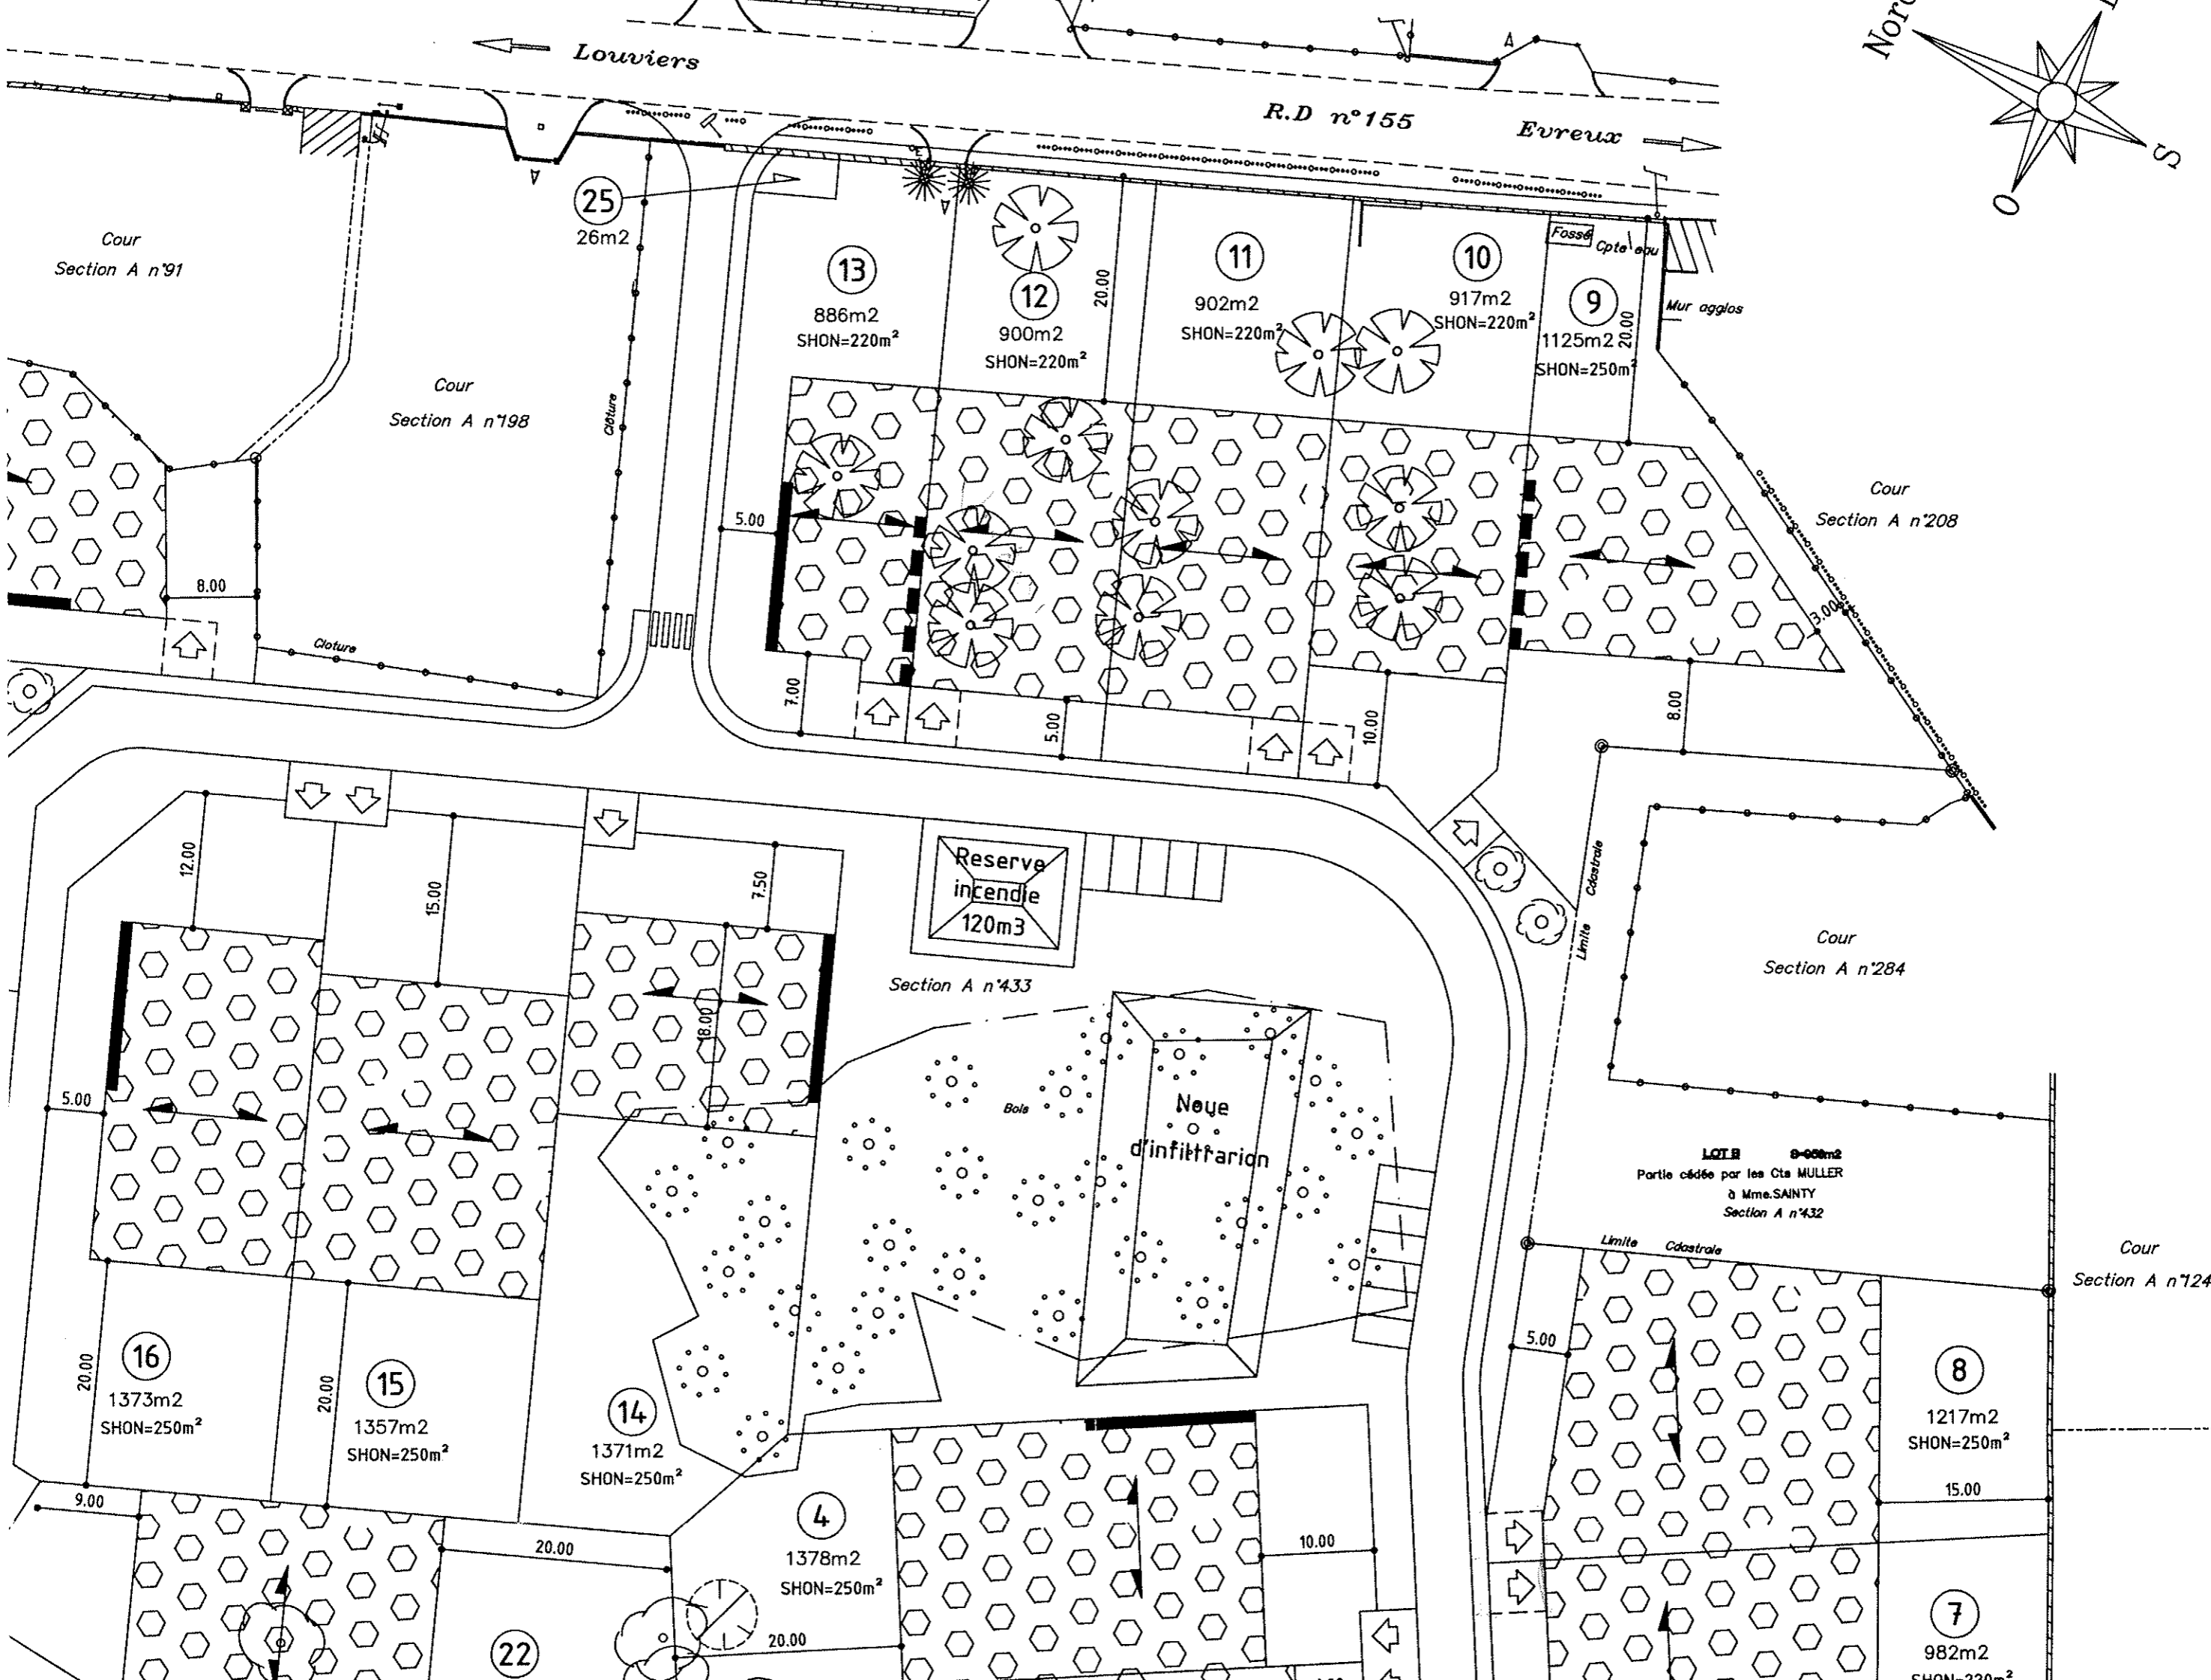 Louviers
R.D n°155
Evreux
S
O
25
26m2
Cour
Section A n°91
Cour
Section A n°198
Clôture
13
886m2
SHON=220m²
12
900m2
SHON=220m²
20.00
11
902m2
SHON=220m²
10
917m2
SHON=220m²
Fossé
Cpte eau
9
1125m2
SHON=250m²
20.00
Mur agglos
Cour
Section A n°208
5.00
8.00
Cloture
7.00
5.00
10.00
8.00
3.00
12.00
15.00
7.50
Reserve
incendie
120m3
Section A n°433
Limite Cdastrale
Cour
Section A n°284
18.00
5.00
Bois
Noue
d'infiltrarion
LOT B
Partie cédée par les Cts MULLER
à Mme.SAINTY
Section A n°432
Limite Cdastrale
Cour
Section A n°124
5.00
16
1373m2
SHON=250m²
20.00
15
1357m2
SHON=250m²
20.00
14
1371m2
SHON=250m²
8
1217m2
SHON=250m²
15.00
9.00
20.00
4
1378m2
SHON=250m²
10.00
20.00
22
7
982m2